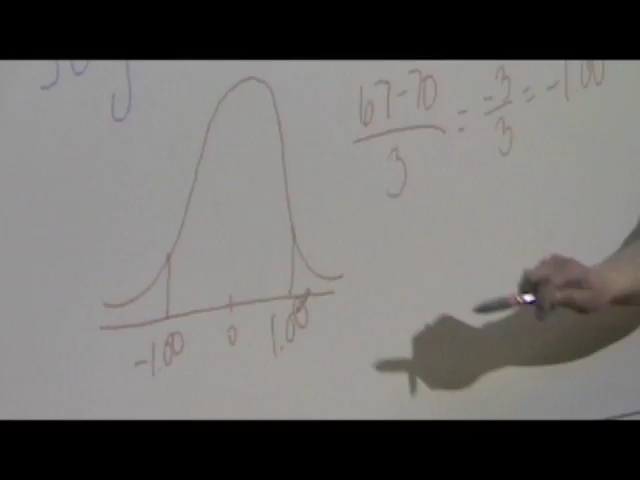 67-70
3
= -3/3 = -1.00
-1.00 0 1.00